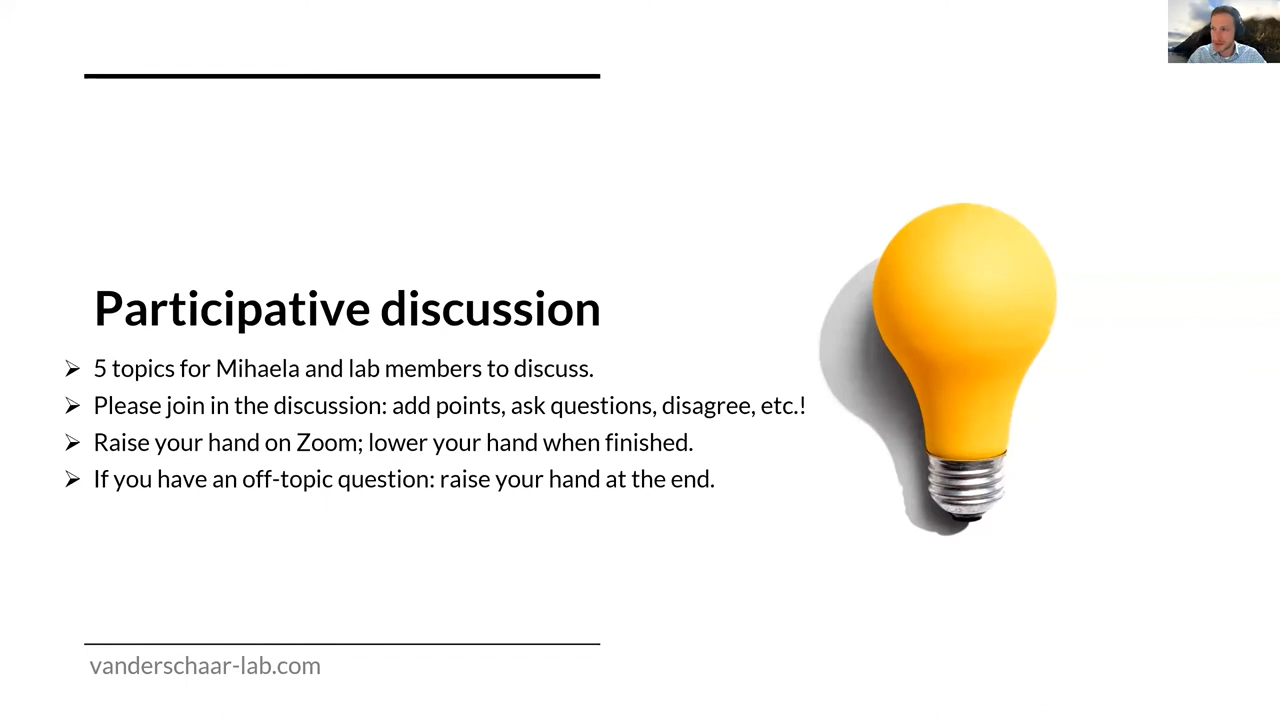 Participative discussion
➢ 5 topics for Mihaela and lab members to discuss.
➢ Please join in the discussion: add points, ask questions, disagree, etc.!
➢ Raise your hand on Zoom; lower your hand when finished.
➢ If you have an off-topic question: raise your hand at the end.
vanderschaar-lab.com